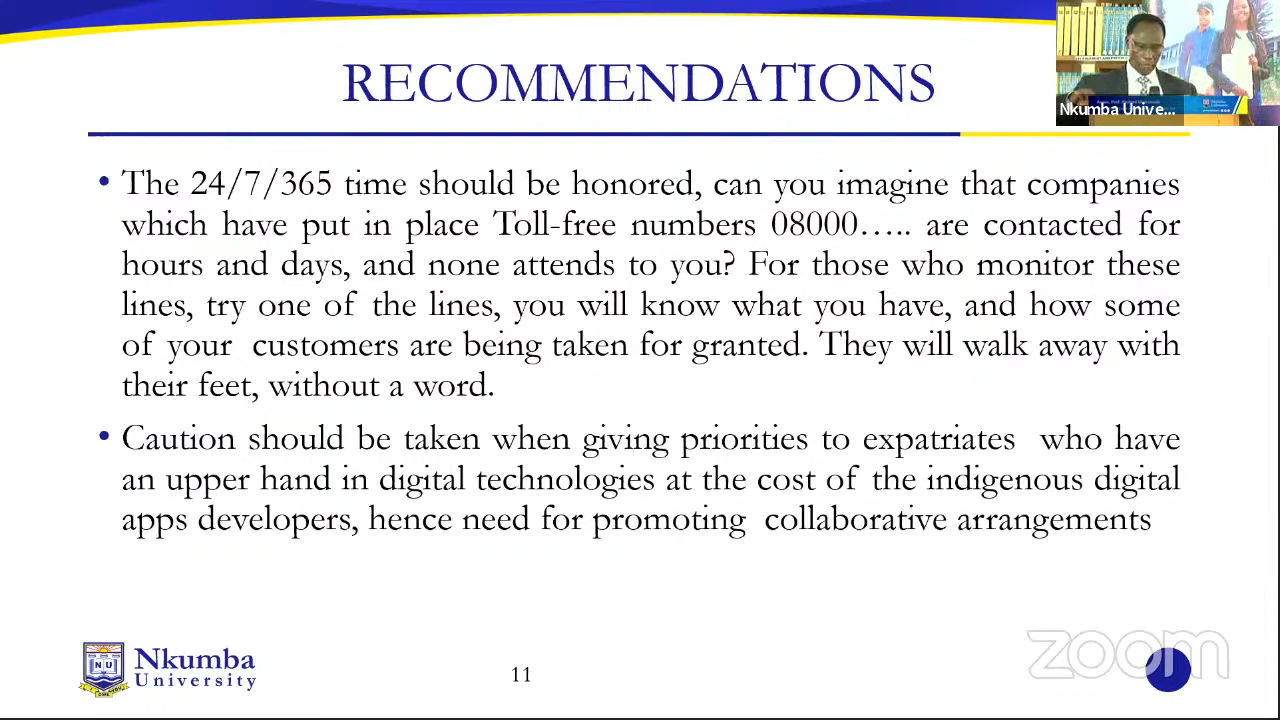 RECOMMENDATIONS
Nkumba Unive...
• The 24/7/365 time should be honored, can you imagine that companies
which have put in place Toll-free numbers 08000….. are contacted for
hours and days, and none attends to you? For those who monitor these
lines, try one of the lines, you will know what you have, and how some
of your customers are being taken for granted. They will walk away with
their feet, without a word.
• Caution should be taken when giving priorities to expatriates who have
an upper hand in digital technologies at the cost of the indigenous digital
apps developers, hence need for promoting collaborative arrangements
NU
Nkumba
University
11
zoom